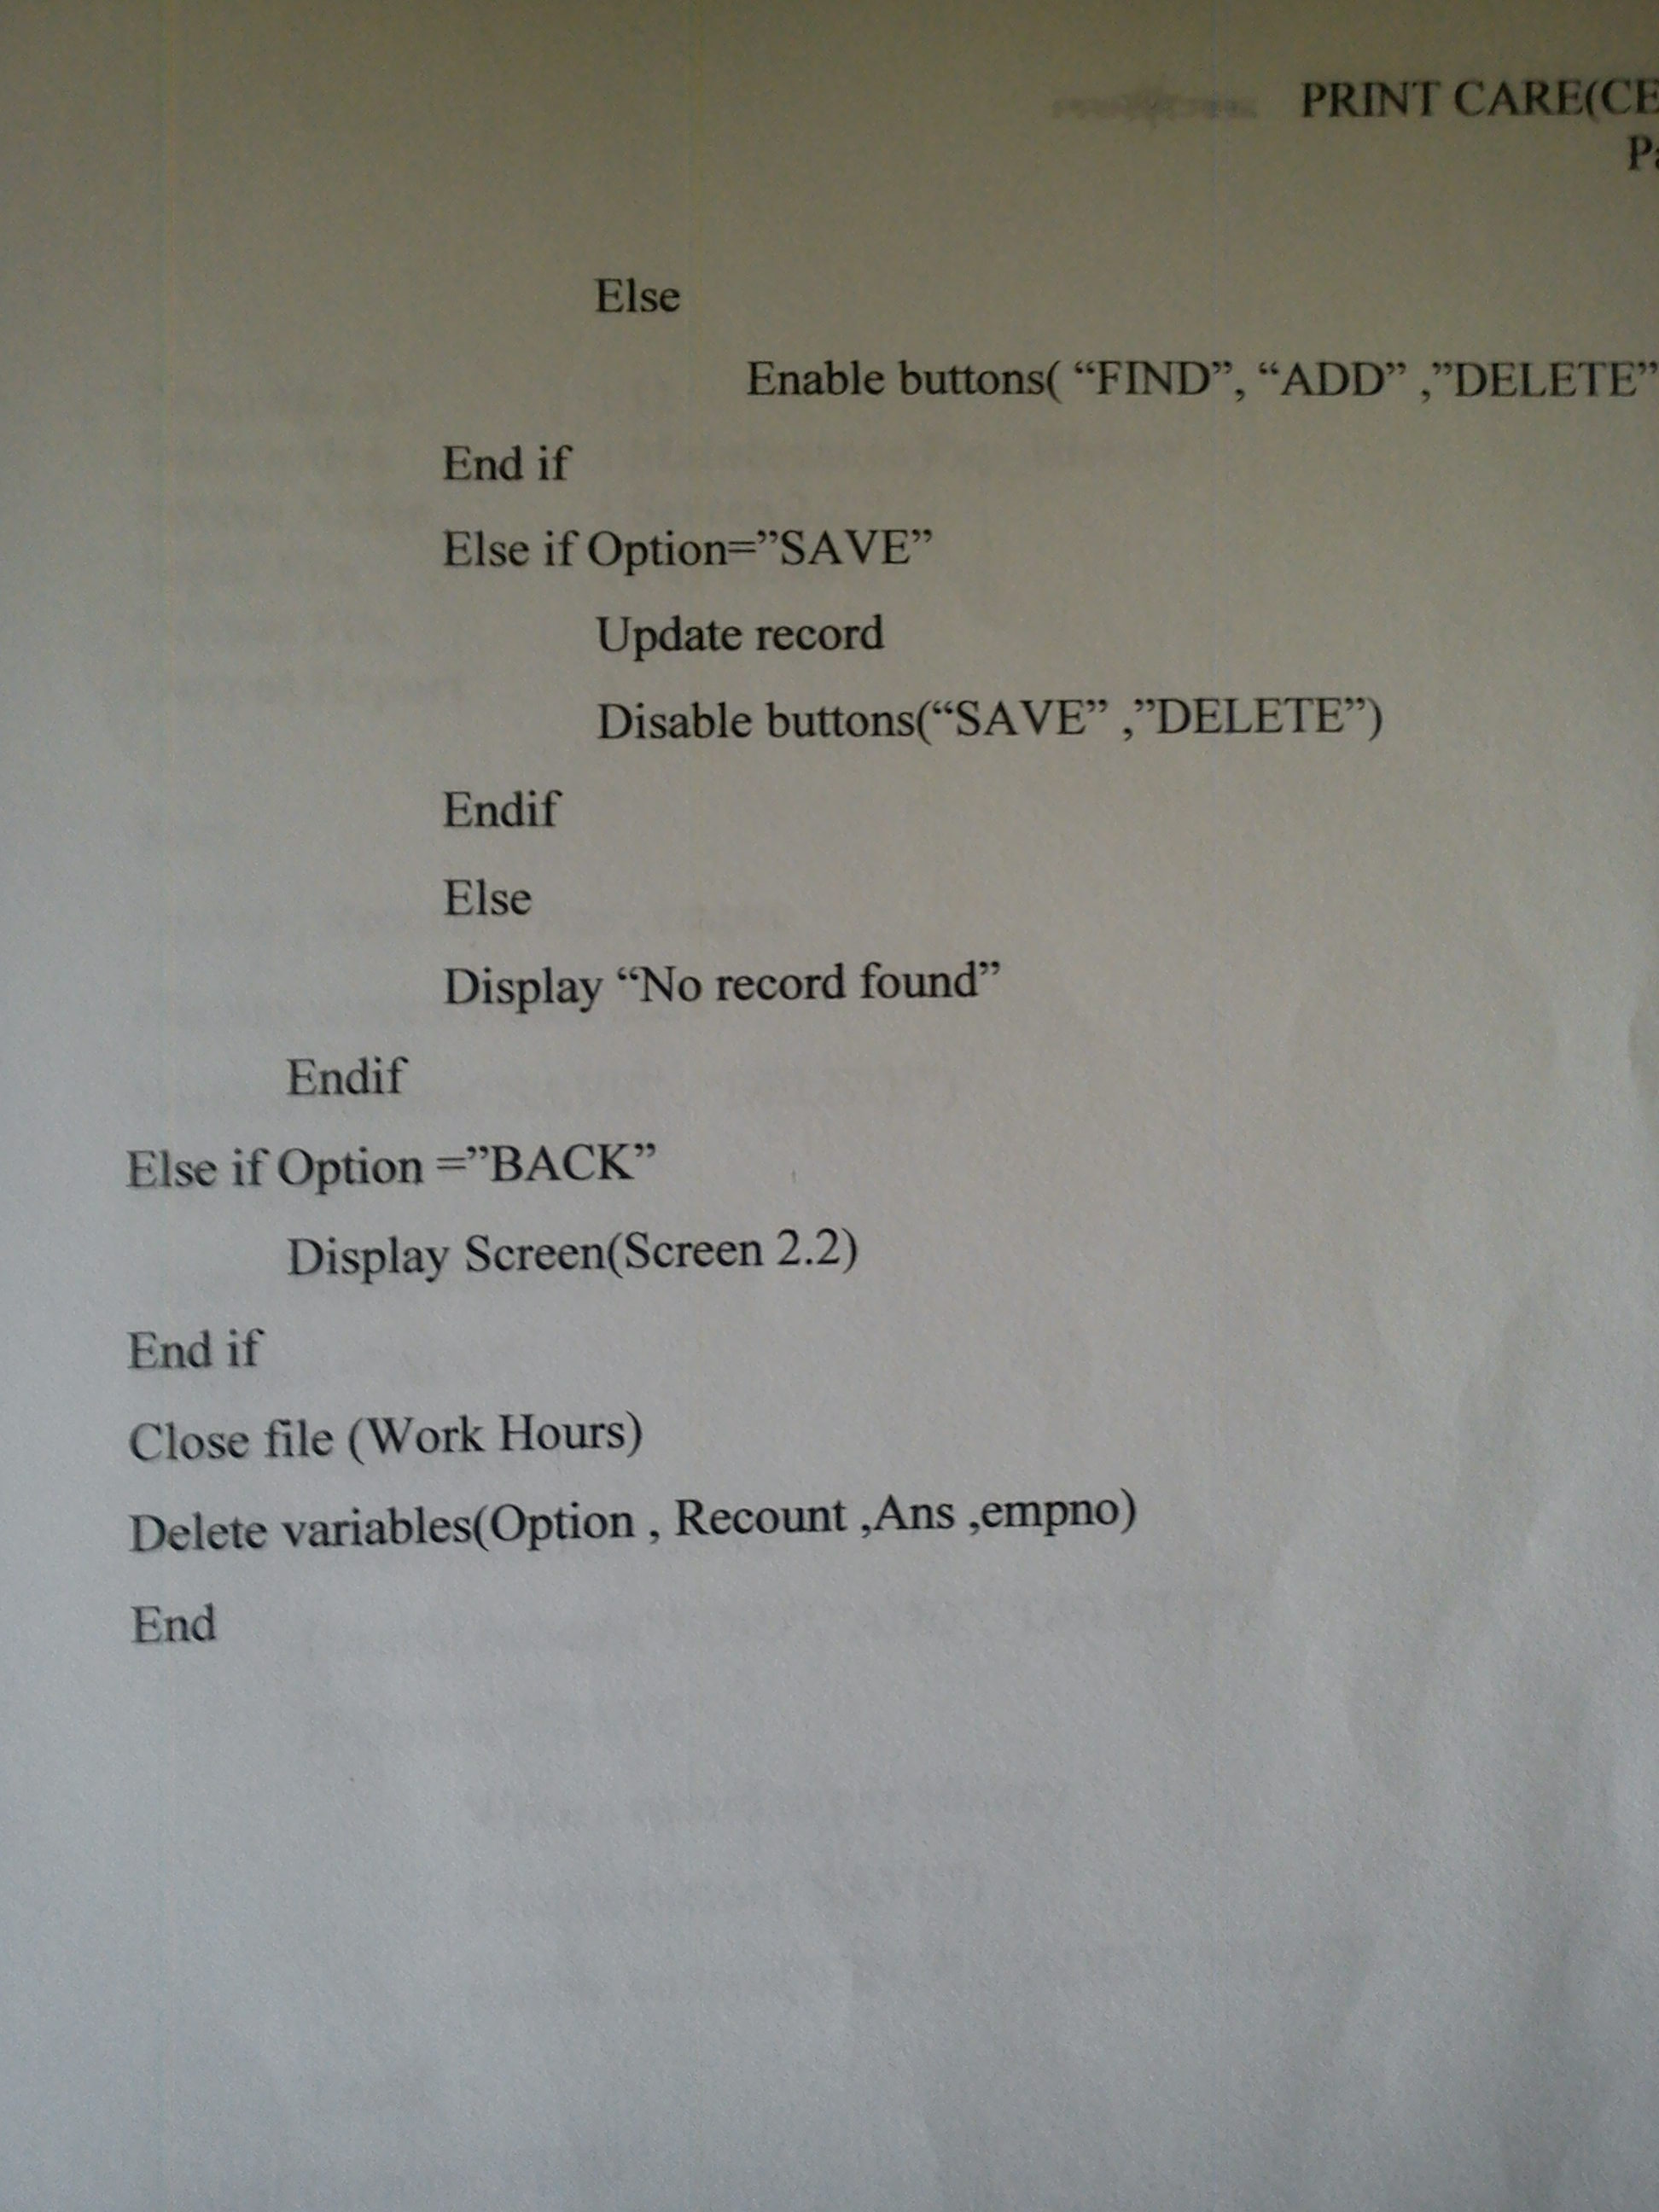 PRINT CARE(CE
Pa
Else
Enable buttons( “FIND”, “ADD” ,”DELETE”
End if
Else if Option=”SAVE”
Update record
Disable buttons(“SAVE” ,”DELETE”)
Endif
Else
Display “No record found”
Endif
Else if Option =”BACK”
Display Screen(Screen 2.2)
End if
Close file (Work Hours)
Delete variables(Option , Recount ,Ans ,empno)
End